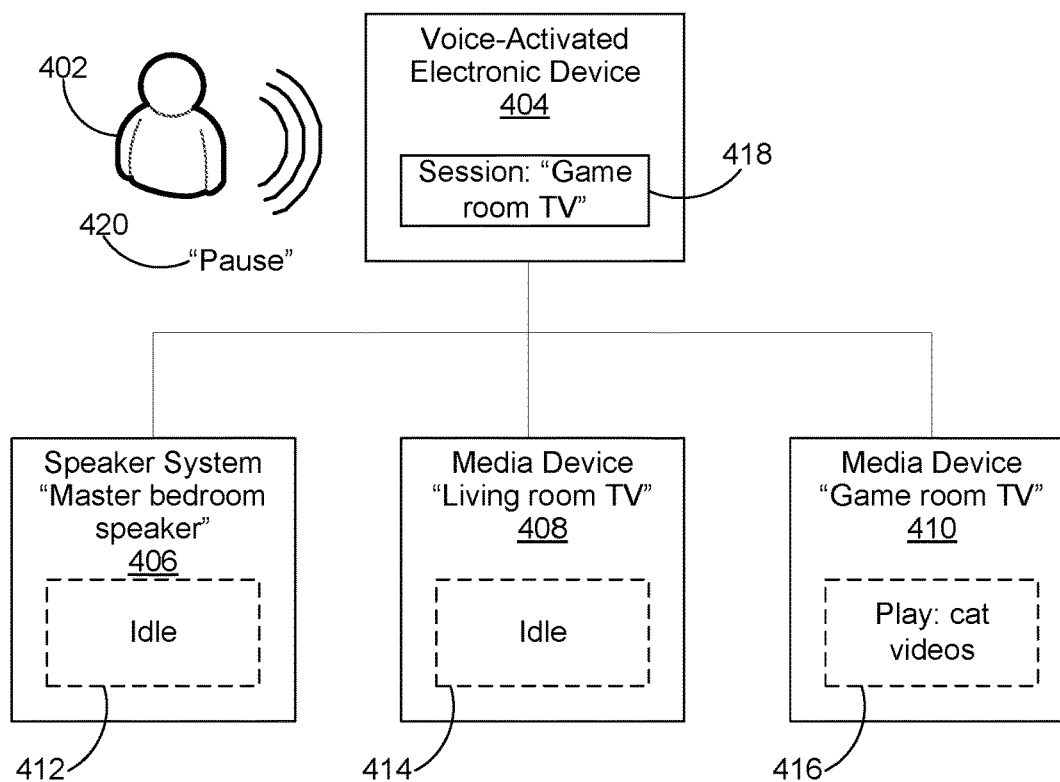 Voice-Activated
Electronic Device
404
402
Session: “Game
room TV”
418
420
“Pause”
Speaker System
“Master bedroom
speaker”
406
Idle
412
Media Device
“Living room TV”
408
Idle
414
Media Device
“Game room TV”
410
Play: cat
videos
416